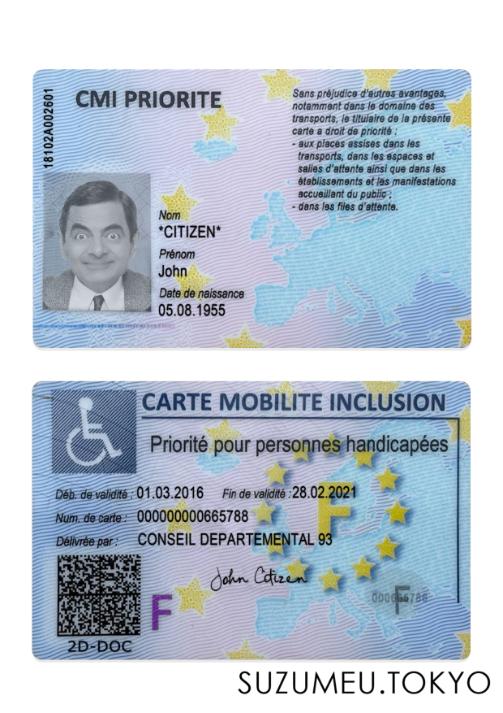 18102A002601
CMI PRIORITE
Sans préjudice d'autres avantages,
notamment dans le domaine des
transports, le titulaire de la présente
carte a droit de priorité :
- aux places assises dans les
transports, dans les espaces et
salles d'attente ainsi que dans les
établissements et les manifestations
accueillant du public ;
- dans les files d'attente.
Nom
*CITIZEN*
Prénom
John
Date de naissance
05.08.1955
CARTE MOBILITE INCLUSION
Priorité pour personnes handicapées
Déb. de validité : 01.03.2016 Fin de validité : 28.02.2021
Num. de carte : 000000000665788
Délivrée par : CONSEIL DEPARTEMENTAL 93
F
John Citizen
F
F
2D-DOC
SUZUMEU.TOKYO